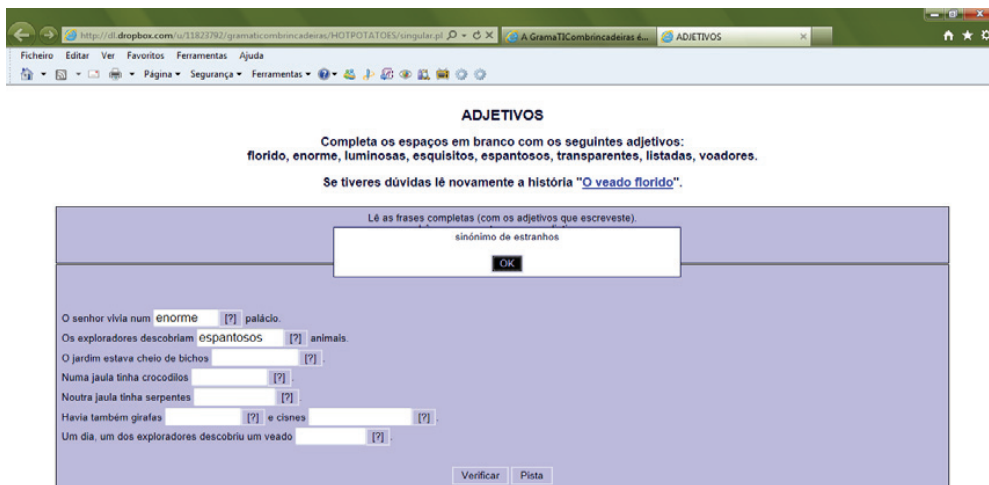 http://dl.dropbox.com/u/11823792/gramaticombrincadeiras/HOTPOTATOES/singular.pl
A GramaTICombrincadeiras é...
ADJETIVOS
Ficheiro Editar Ver Favoritos Ferramentas Ajuda
Página Segurança Ferramentas
ADJETIVOS
Completa os espaços em branco com os seguintes adjetivos:
florido, enorme, luminosas, esquisitos, espantosos, transparentes, listadas, voadores.
Se tiveres dúvidas lê novamente a história "O veado florido".
Lê as frases completas (com os adjetivos que escreveste).
sinónimo de estranhos
OK
O senhor vivia num enorme [?] palácio.
Os exploradores descobriam espantosos [?] animais.
O jardim estava cheio de bichos [?] .
Numa jaula tinha crocodilos [?] .
Noutra jaula tinha serpentes [?] .
Havia também girafas [?] e cisnes [?] .
Um dia, um dos exploradores descobriu um veado [?] .
Verificar Pista